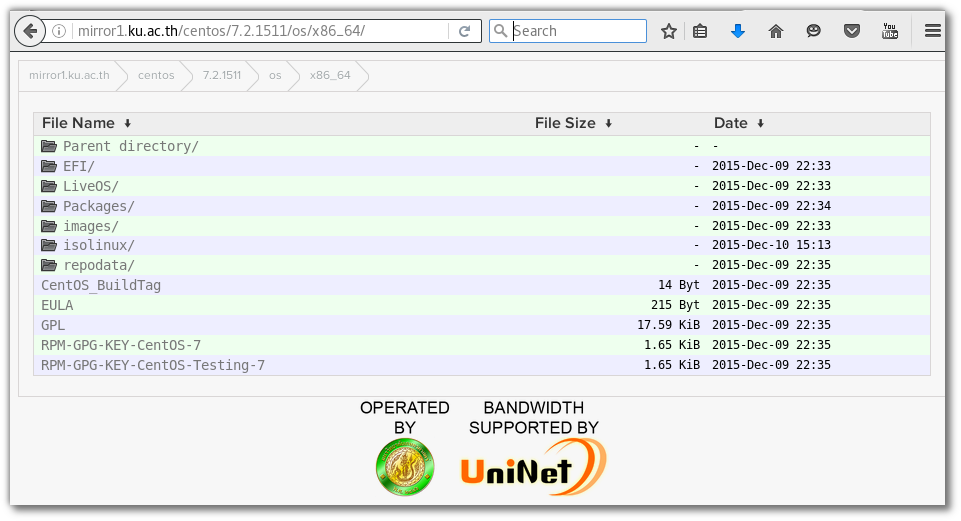 mirror1.ku.ac.th/centos/7.2.1511/os/x86_64/
Search
You
Tube
mirror1.ku.ac.th centos 7.2.1511 os x86_64
File Name File Size Date
Parent directory/ - -
EFI/ - 2015-Dec-09 22:33
LiveOS/ - 2015-Dec-09 22:33
Packages/ - 2015-Dec-09 22:34
images/ - 2015-Dec-09 22:33
isolinux/ - 2015-Dec-10 15:13
repodata/ - 2015-Dec-09 22:35
CentOS_BuildTag 14 Byt 2015-Dec-09 22:35
EULA 215 Byt 2015-Dec-09 22:35
GPL 17.59 KiB 2015-Dec-09 22:35
RPM-GPG-KEY-CentOS-7 1.65 KiB 2015-Dec-09 22:35
RPM-GPG-KEY-CentOS-Testing-7 1.65 KiB 2015-Dec-09 22:35
OPERATED
BY
BANDWIDTH
SUPPORTED BY
UniNet